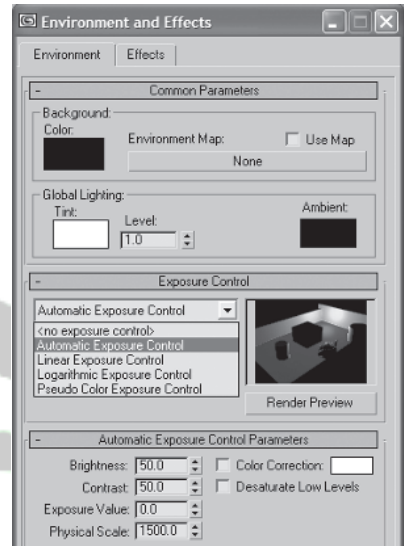 Environment and Effects
Environment Effects
- Common Parameters
Background:
Color:
Environment Map: Use Map
None
Global Lighting:
Tint:
Level:
Ambient:
1.0
- Exposure Control
Automatic Exposure Control
<no exposure control>
Automatic Exposure Control
Linear Exposure Control
Logarithmic Exposure Control
Pseudo Color Exposure Control
Render Preview
- Automatic Exposure Control Parameters
Brightness: 50.0 Color Correction:
Contrast: 50.0 Desaturate Low Levels
Exposure Value: 0.0
Physical Scale: 1500.0